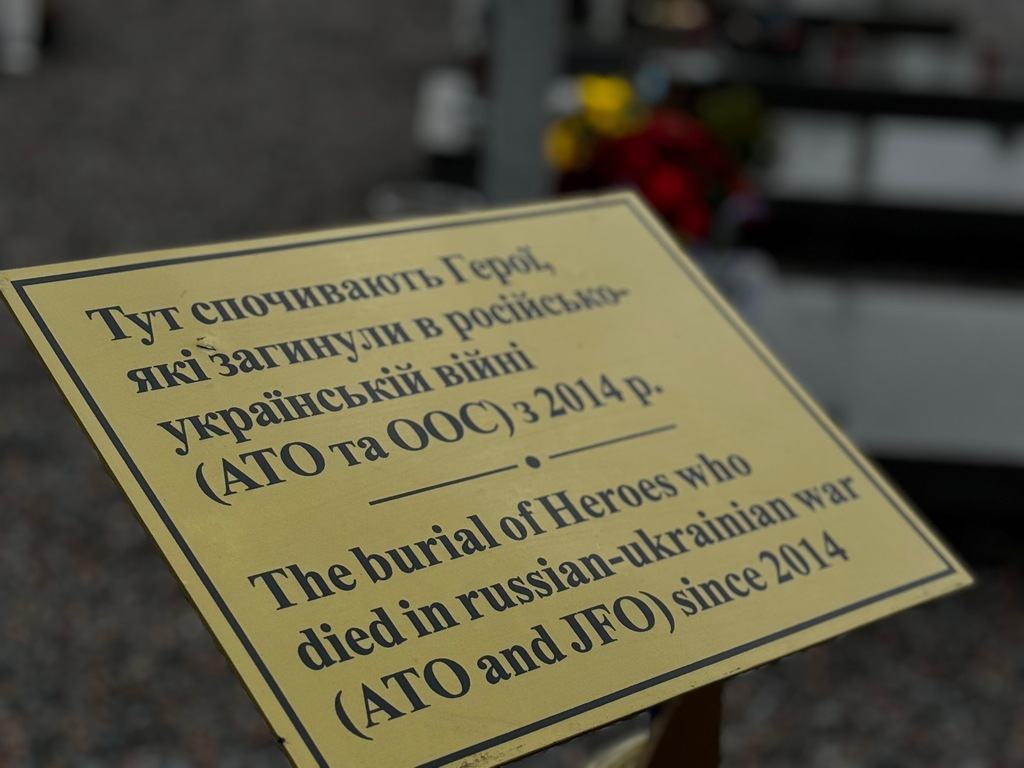 Тут спочивають Герої,
які загинули в російсько-
українській війні
(АТО та ООС) з 2014 р.
The burial of Heroes who
died in russian-ukrainian war
(ATO and JFO) since 2014